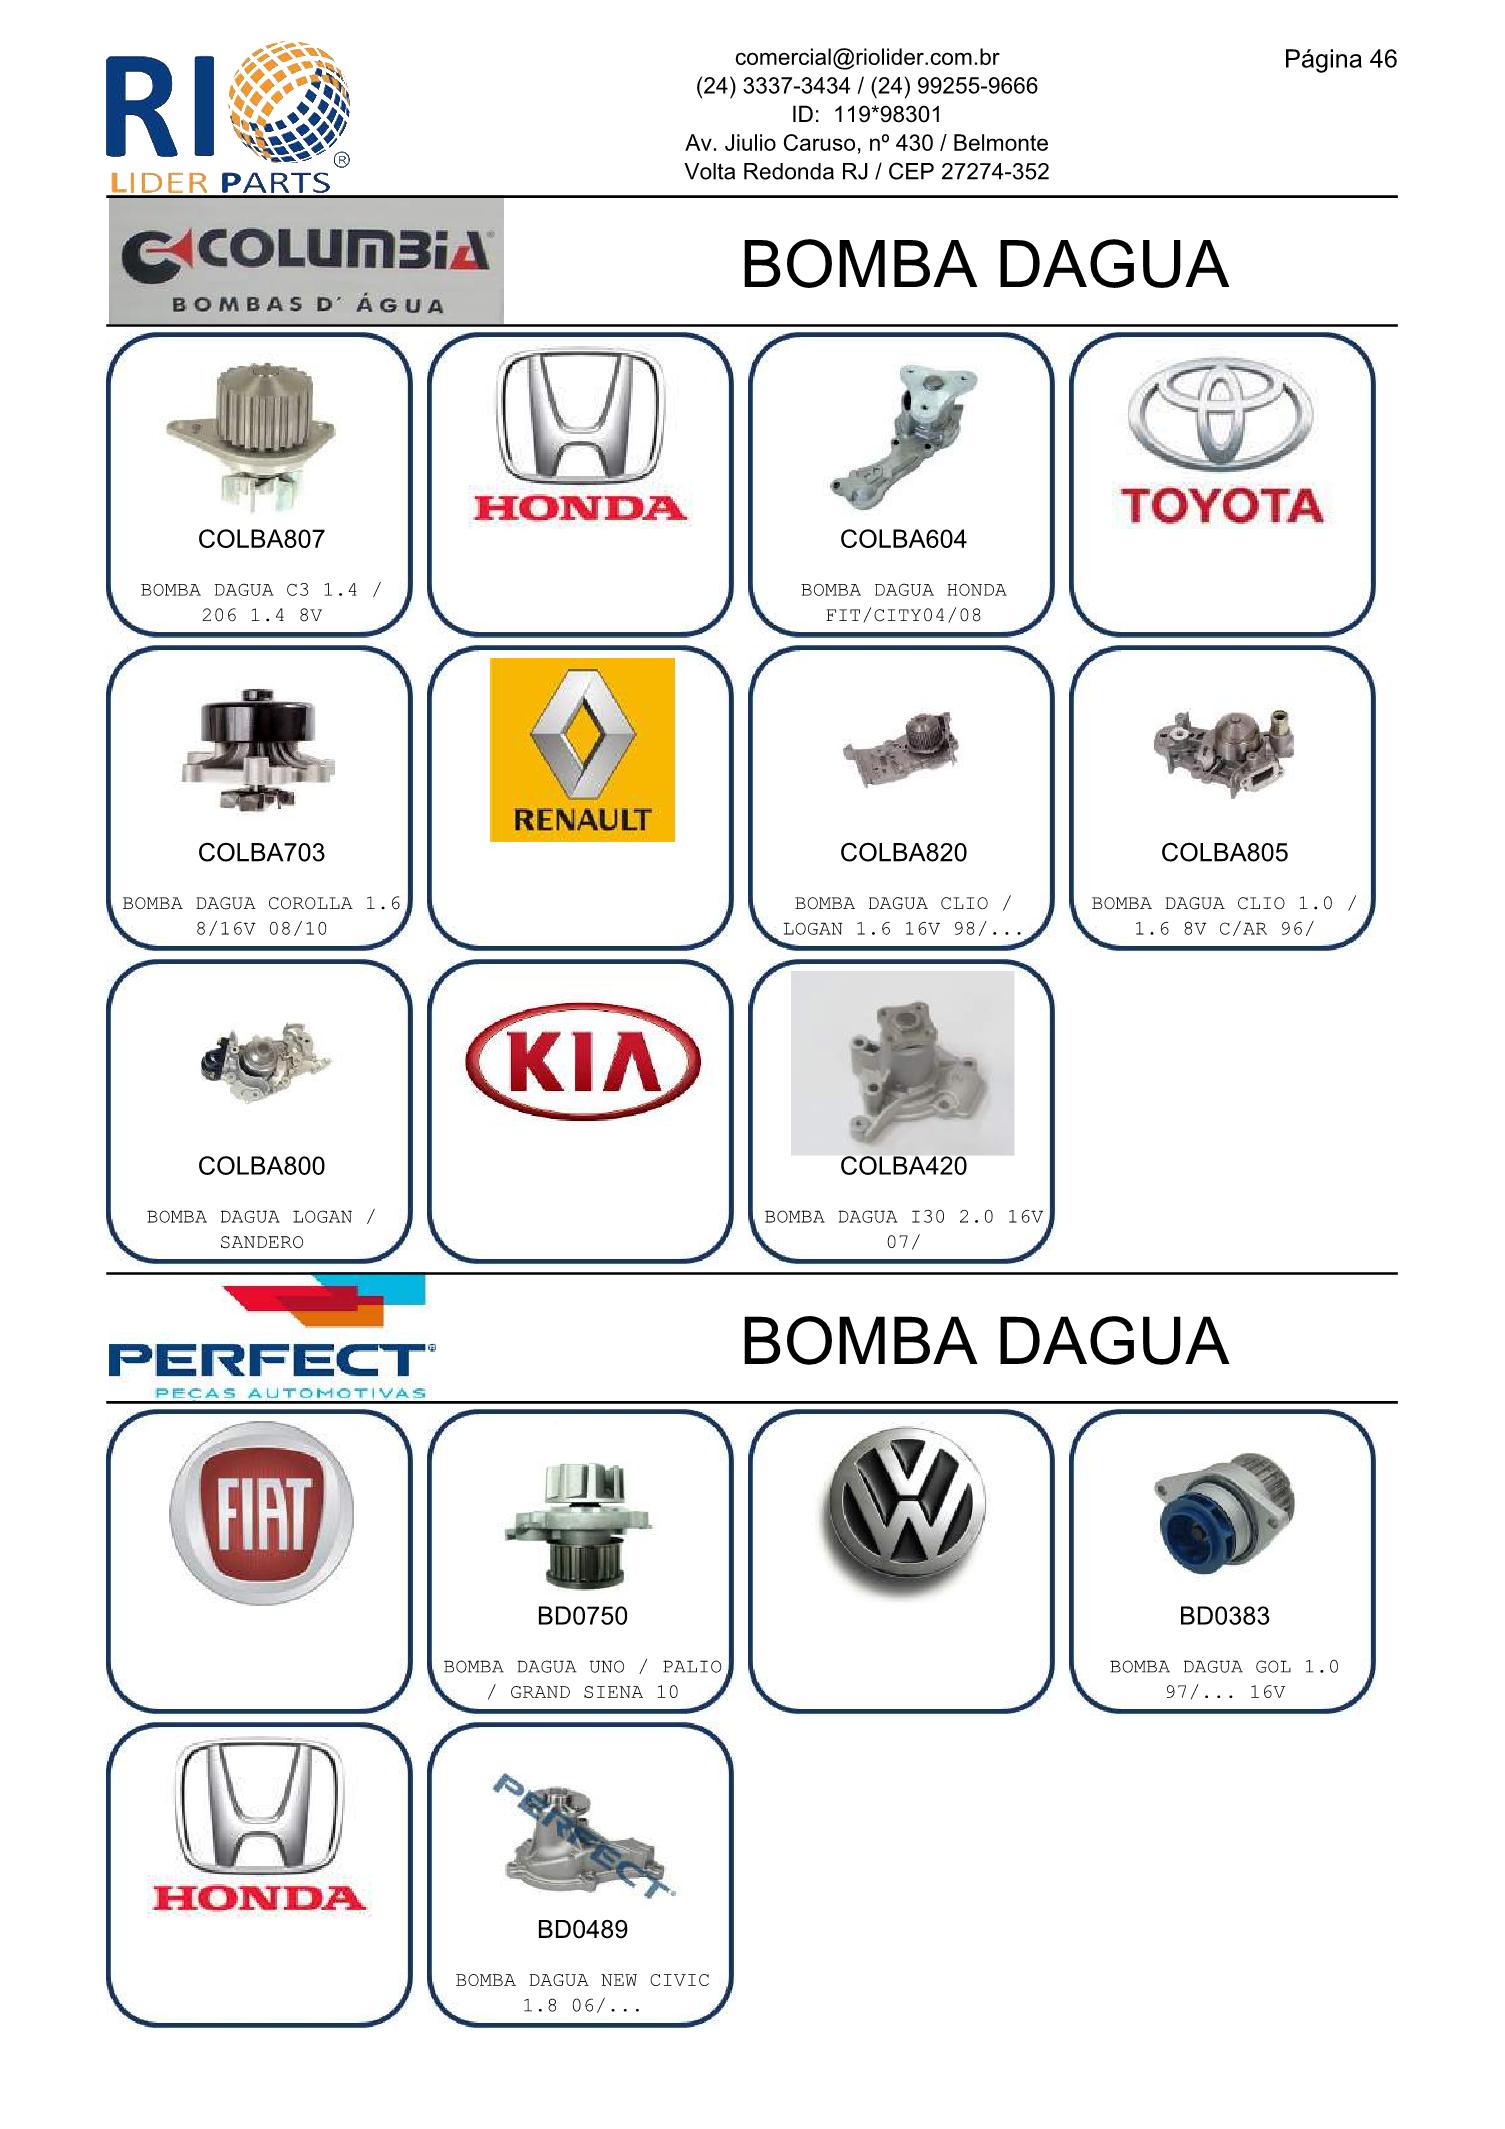 RIO
®
LIDER PARTS
comercial@riolider.com.br
(24) 3337-3434 / (24) 99255-9666
ID:  119*98301
Av. Jiulio Caruso, nº 430 / Belmonte
Volta Redonda RJ / CEP 27274-352
Página 46
COLUMBIA
BOMBAS D' ÁGUA
BOMBA DAGUA
COLBA807
BOMBA DAGUA C3 1.4 /
206 1.4 8V
HONDA
COLBA604
BOMBA DAGUA HONDA
FIT/CITY04/08
TOYOTA
COLBA703
BOMBA DAGUA COROLLA 1.6
8/16V 08/10
RENAULT
COLBA820
BOMBA DAGUA CLIO /
LOGAN 1.6 16V 98/...
COLBA805
BOMBA DAGUA CLIO 1.0 /
1.6 8V C/AR 96/
COLBA800
BOMBA DAGUA LOGAN /
SANDERO
KIA
COLBA420
BOMBA DAGUA I30 2.0 16V
07/
PERFECT®
PEÇAS AUTOMOTIVAS
BOMBA DAGUA
FIAT
BD0750
BOMBA DAGUA UNO / PALIO
/ GRAND SIENA 10
VW
BD0383
BOMBA DAGUA GOL 1.0
97/... 16V
HONDA
PERFECT
BD0489
BOMBA DAGUA NEW CIVIC
1.8 06/...